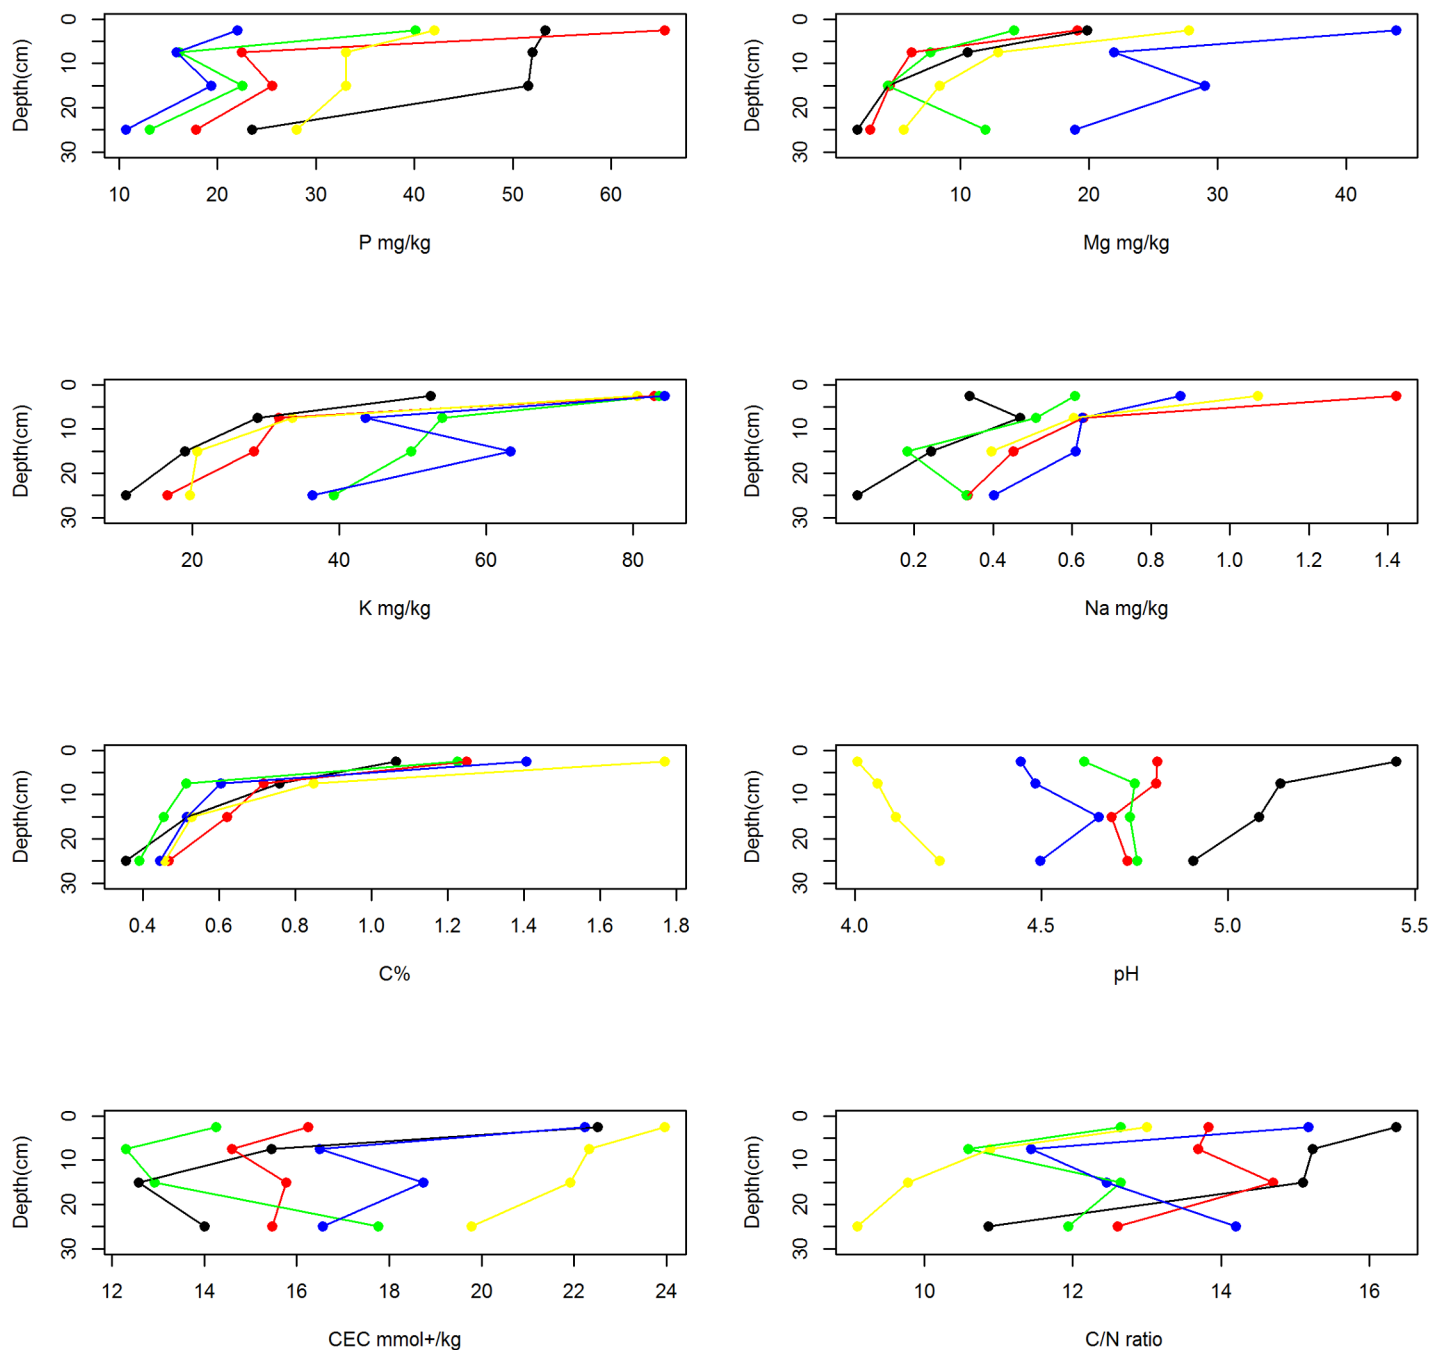 Depth(cm)
0
10
20
30
10 20 30 40 50 60
P mg/kg
Depth(cm)
0
10
20
30
10 20 30 40
Mg mg/kg
Depth(cm)
0
10
20
30
20 40 60 80
K mg/kg
Depth(cm)
0
10
20
30
0.2 0.4 0.6 0.8 1.0 1.2 1.4
Na mg/kg
Depth(cm)
0
10
20
30
0.4 0.6 0.8 1.0 1.2 1.4 1.6 1.8
C%
Depth(cm)
0
10
20
30
4.0 4.5 5.0 5.5
pH
Depth(cm)
0
10
20
30
12 14 16 18 20 22 24
CEC mmol+/kg
Depth(cm)
0
10
20
30
10 12 14 16
C/N ratio